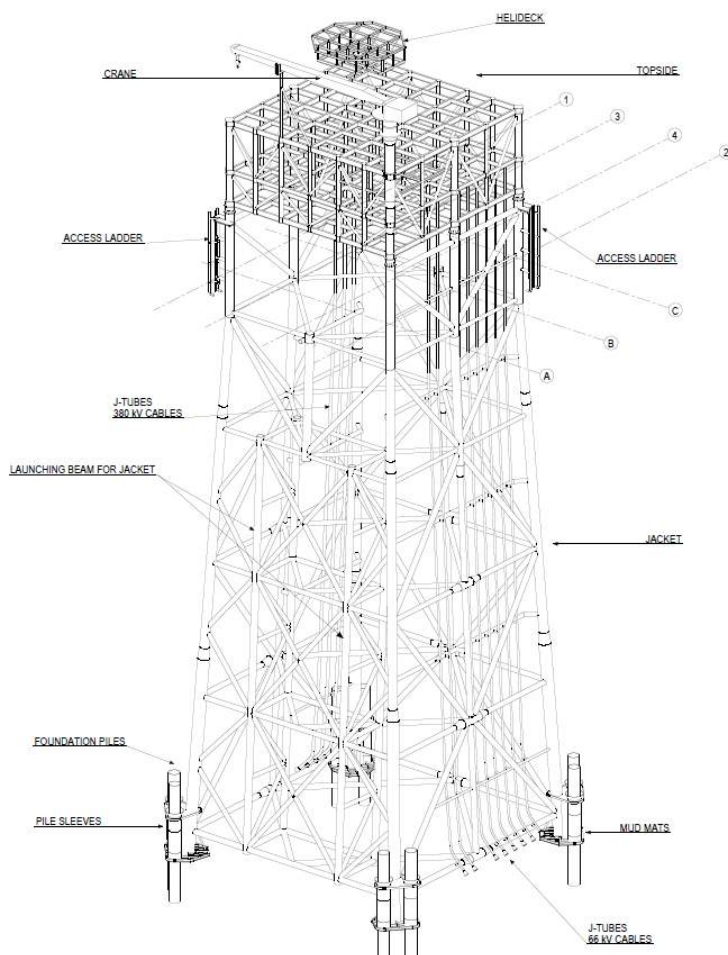 HELIDECK
CRANE
TOPSIDE
1
3
4
2
ACCESS LADDER
ACCESS LADDER
C
B
A
J-TUBES
380 kV CABLES
LAUNCHING BEAM FOR JACKET
JACKET
FOUNDATION PILES
PILE SLEEVES
MUD MATS
J-TUBES
66 kV CABLES